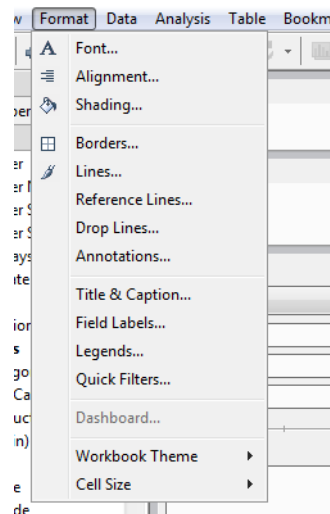 Format Data Analysis Table Bookm
Font...
Alignment...
Shading...
Borders...
Lines...
Reference Lines...
Drop Lines...
Annotations...
Title & Caption...
Field Labels...
Legends...
Quick Filters...
Dashboard...
Workbook Theme
Cell Size